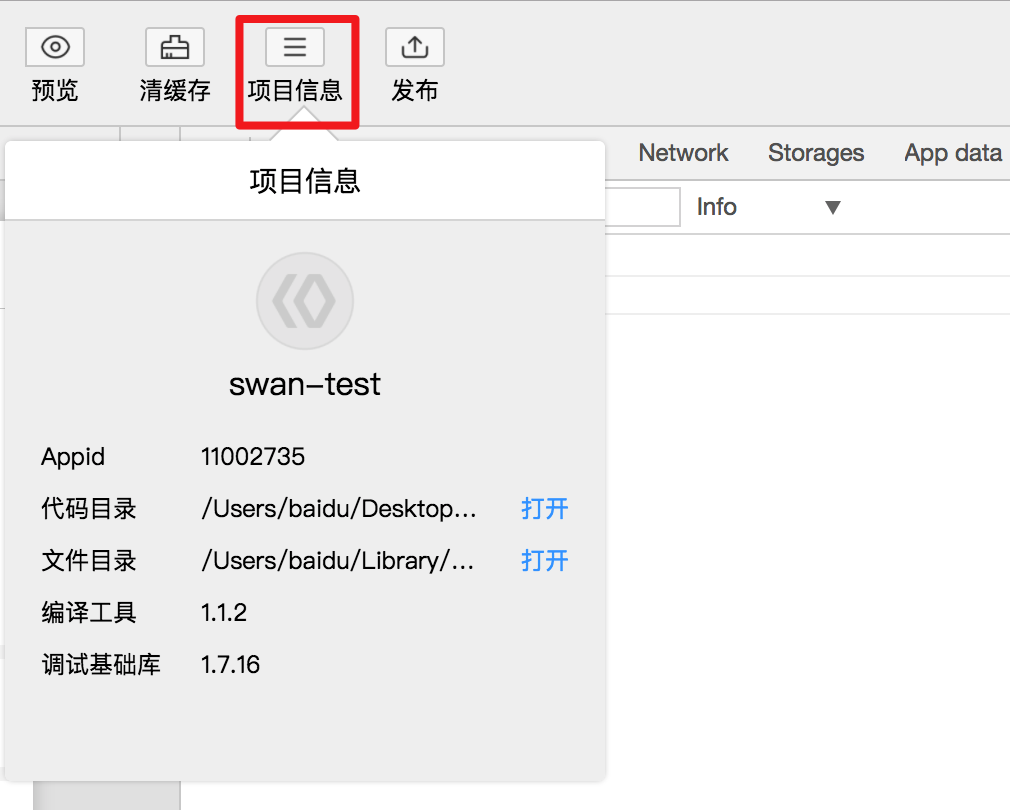 预览 清缓存 项目信息 发布
Network Storages App data
项目信息
Info
swan-test
Appid 11002735
代码目录 /Users/baidu/Desktop... 打开
文件目录 /Users/baidu/Library/... 打开
编译工具 1.1.2
调试基础库 1.7.16